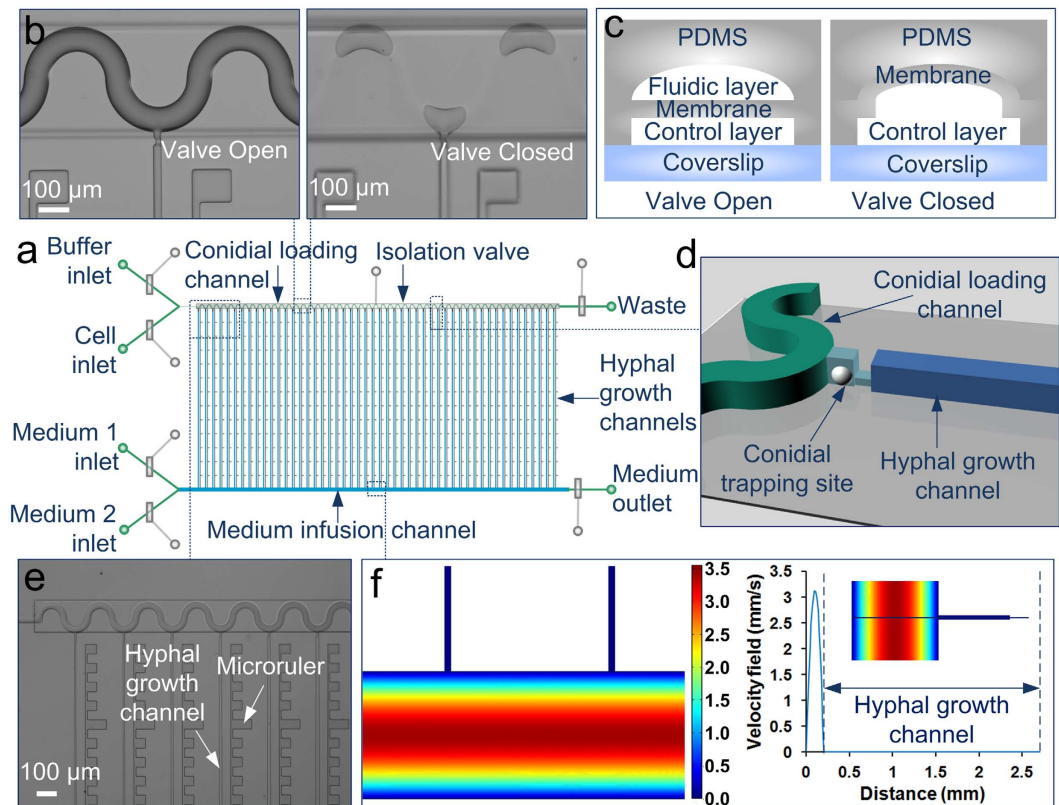 b
Valve Open
100 µm
Valve Closed
100 µm
c
PDMS
Fluidic layer
Membrane
Control layer
Coverslip
Valve Open
PDMS
Membrane
Control layer
Coverslip
Valve Closed
a
Buffer
inlet
Conidial loading
channel
Isolation valve
Waste
Cell
inlet
Hyphal
growth
channels
Medium 1
inlet
Medium 2
inlet
Medium
outlet
Medium infusion channel
d
Conidial loading
channel
Conidial
trapping site
Hyphal growth
channel
e
Hyphal
growth
channel
Microruler
100 µm
f
3.5
3.0
2.5
2.0
1.5
1.0
0.5
0.0
Velocity field (mm/s)
3.5
3
2.5
2
1.5
1
0.5
0
Hyphal growth
channel
0
0.5
1.5
2.5
Distance (mm)